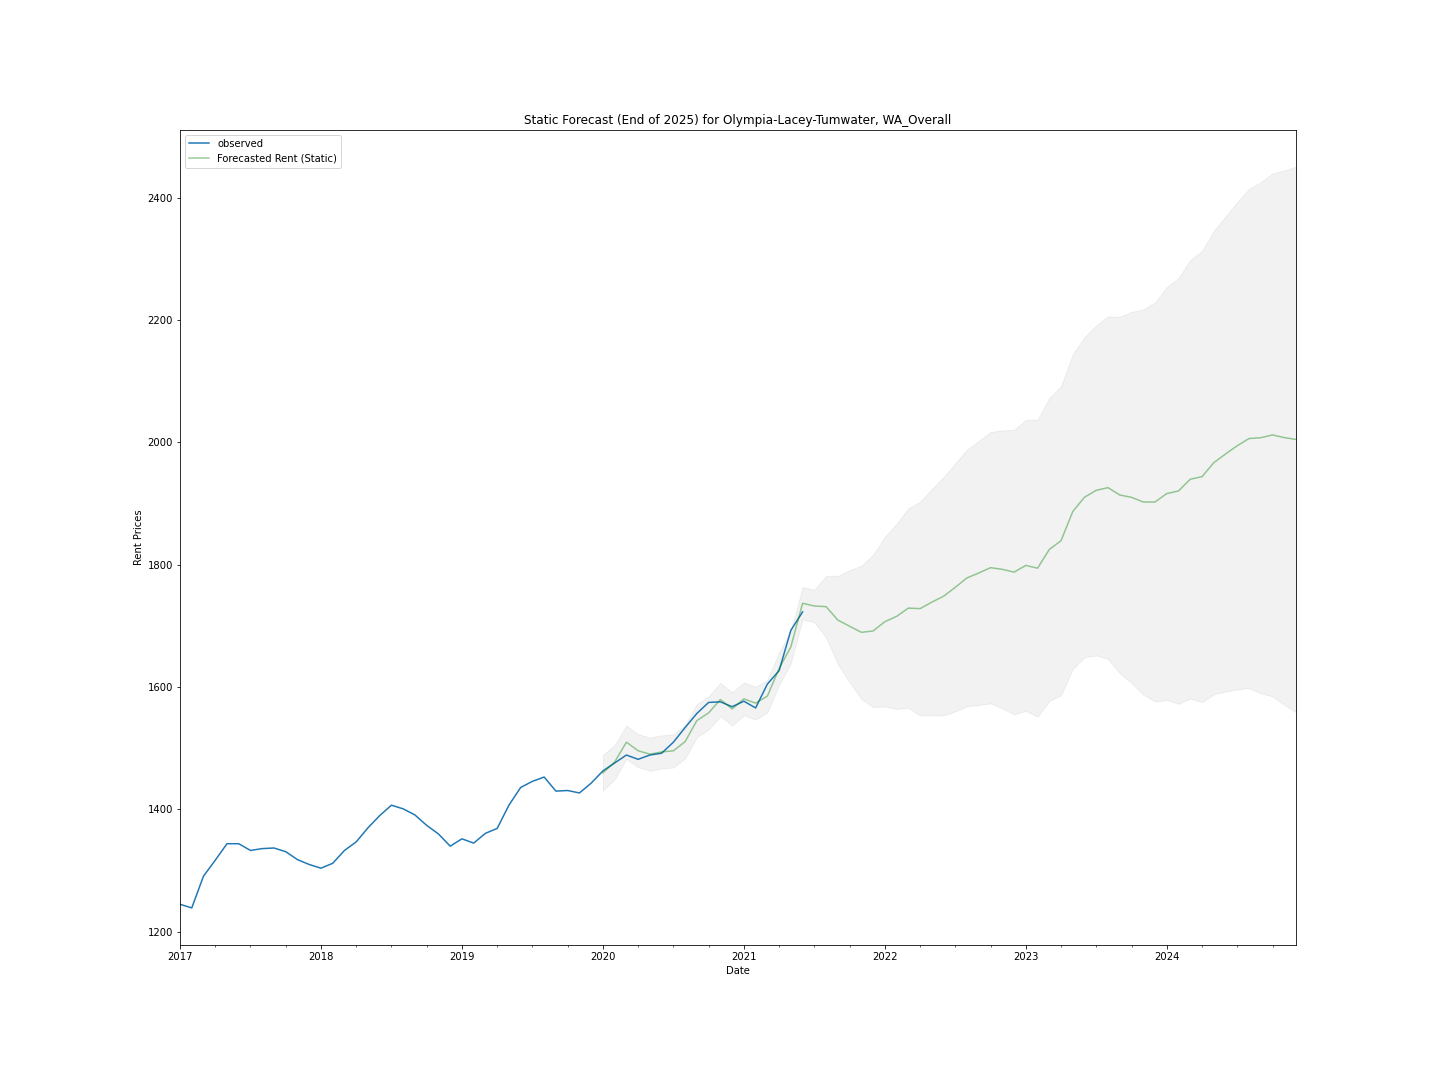 Static Forecast (End of 2025) for Olympia-Lacey-Tumwater, WA_Overall
observed
Forecasted Rent (Static)
2400
2200
2000
1800
1600
1400
1200
Rent Prices
2017 2018 2019 2020 2021 2022 2023 2024
Date